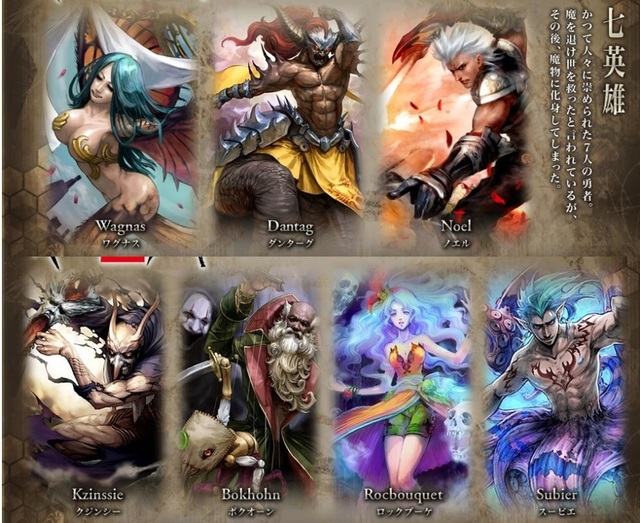 七英雄
かつて人々に崇められた7人の勇者。
魔を退け世を救ったと言われているが、
その後、魔物に化身してしまった。
Wagnas
ワグナス
Dantag
ダンターグ
Noel
ノエル
Kzinssie
クジンシー
Bokhohn
ボクオーン
Rocbouquet
ロックブーケ
Subier
スービエ